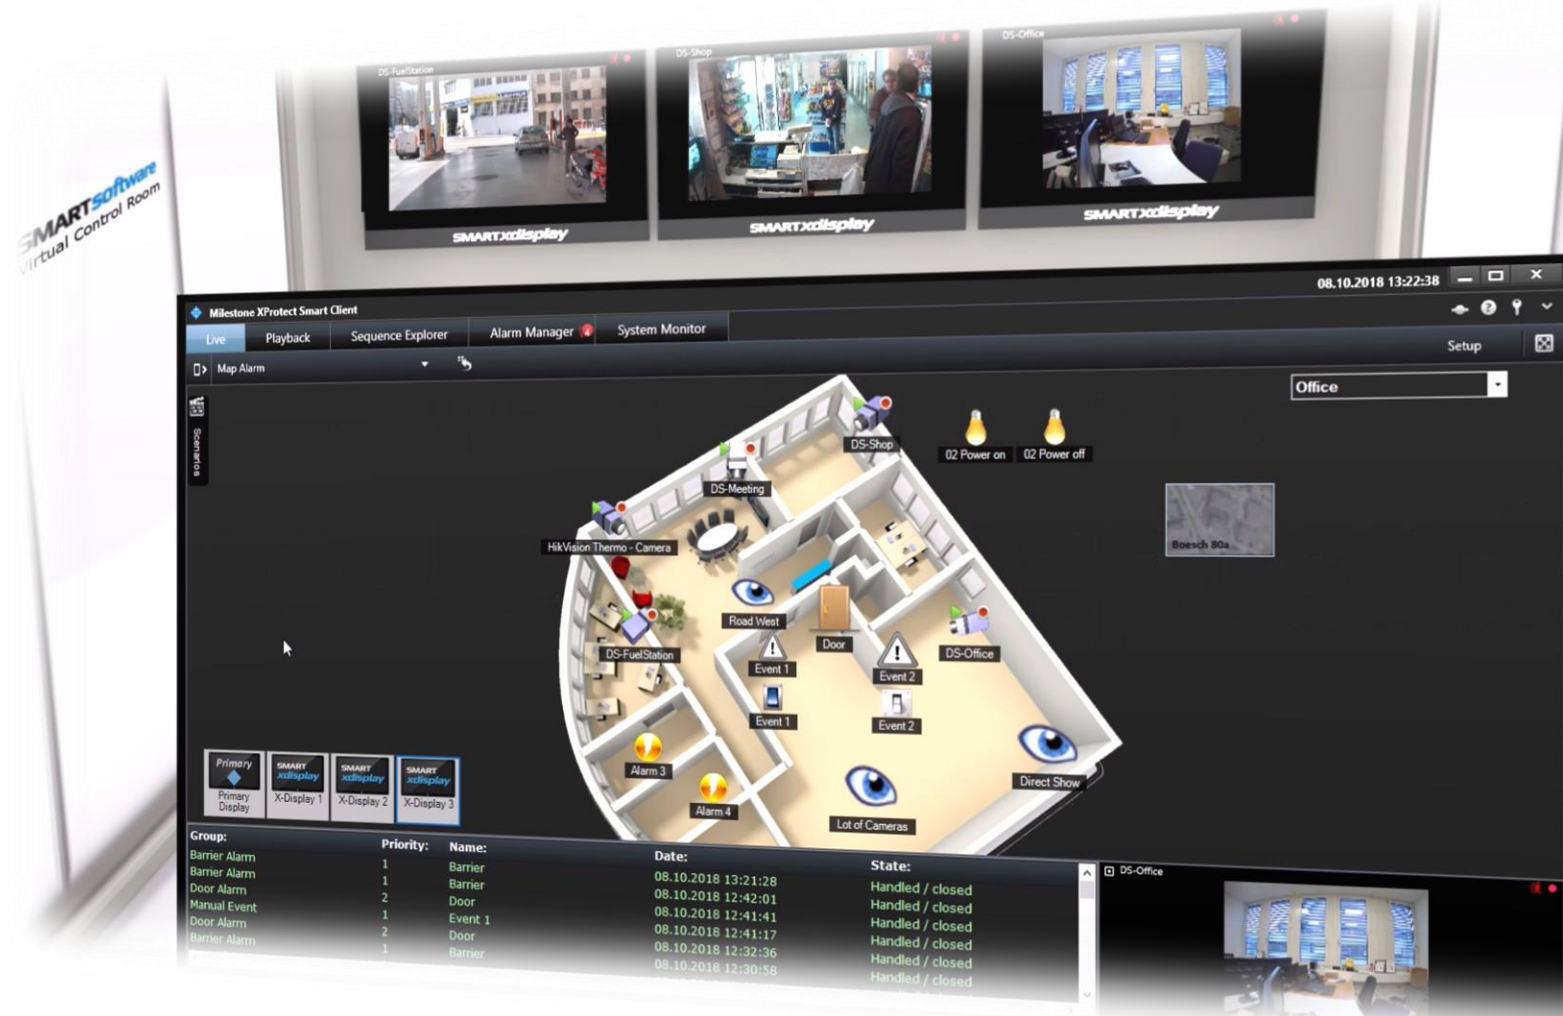 DS-FuelStation
DS-Shop
DS-Office
SMARTxdisplay
SMARTxdisplay
SMARTxdisplay
SMARTsoftware
Virtual Control Room
08.10.2018 13:22:38
Milestone XProtect Smart Client
Live
Playback
Sequence Explorer
Alarm Manager
4
System Monitor
Setup
Map Alarm
Office
Scenarios
DS-Shop
02 Power on
02 Power off
DS-Meeting
HikVision Thermo - Camera
Boesch 80a
Road West
Door
DS-FuelStation
DS-Office
Event 1
Event 2
Event 1
Event 2
Alarm 3
Direct Show
Alarm 4
Lot of Cameras
Primary
Primary Display
SMART xdisplay
X-Display 1
SMART xdisplay
X-Display 2
SMART xdisplay
X-Display 3
Group: Priority: Name: Date: State:
Barrier Alarm 1 Barrier 08.10.2018 13:21:28 Handled / closed
Barrier Alarm 1 Barrier 08.10.2018 12:42:01 Handled / closed
Door Alarm 2 Door 08.10.2018 12:41:41 Handled / closed
Manual Event 1 Event 1 08.10.2018 12:41:17 Handled / closed
Door Alarm 2 Door 08.10.2018 12:32:36 Handled / closed
Barrier Alarm 1 Barrier 08.10.2018 12:30:58 Handled / closed
DS-Office